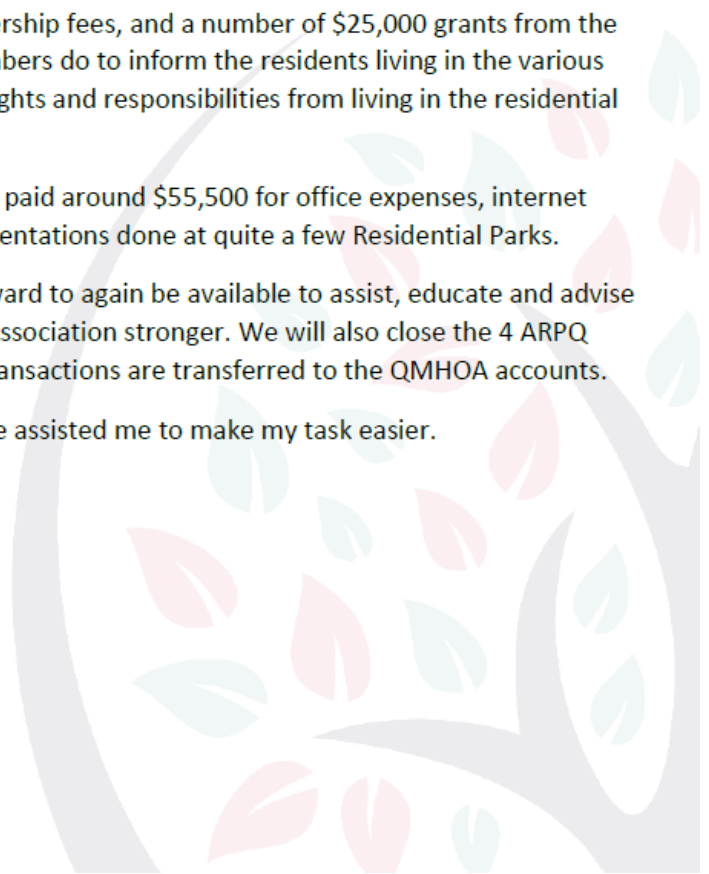 ership fees, and a number of $25,000 grants from the
bers do to inform the residents living in the various
ghts and responsibilities from living in the residential
paid around $55,500 for office expenses, internet
entations done at quite a few Residential Parks.
ard to again be available to assist, educate and advise
ssociation stronger. We will also close the 4 ARPQ
ansactions are transferred to the QMHOA accounts.
e assisted me to make my task easier.